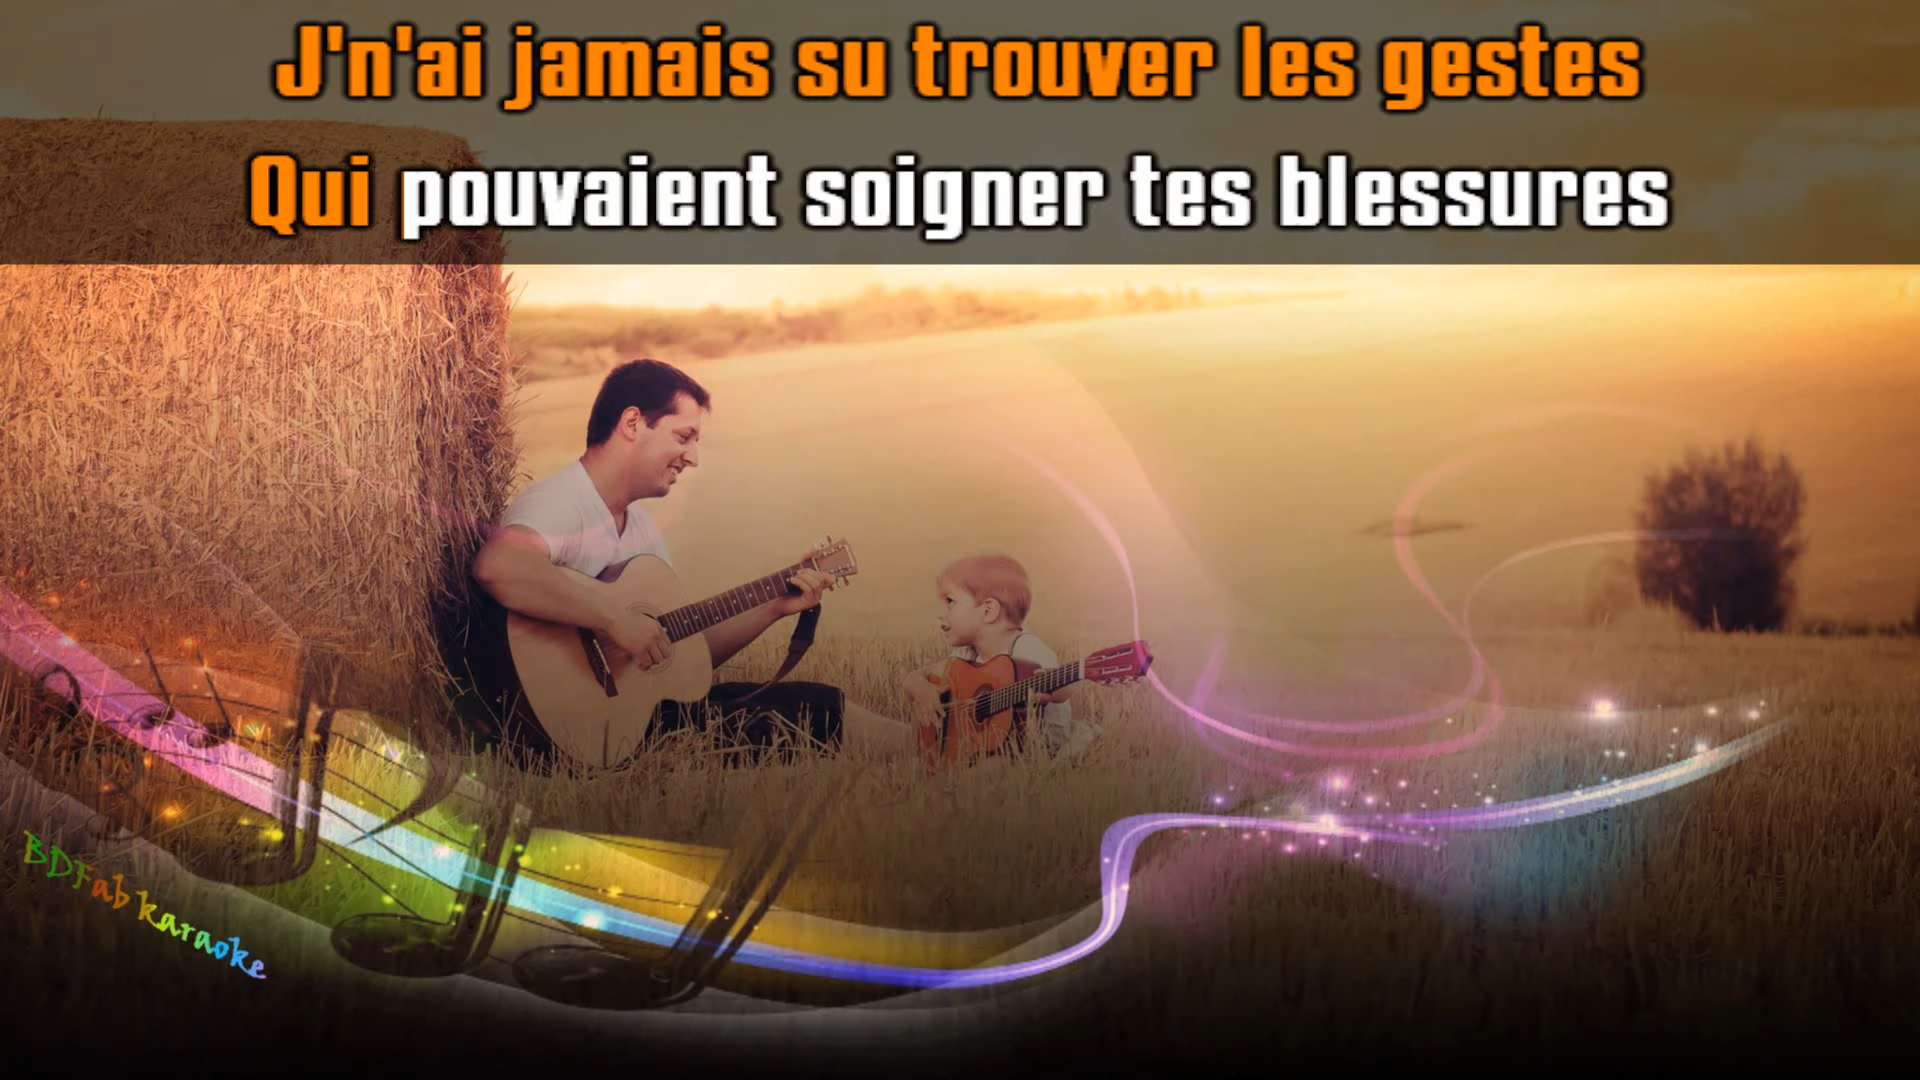 J'n'ai jamais su trouver les gestes
Qui pouvaient soigner tes blessures
BDFab karaoke